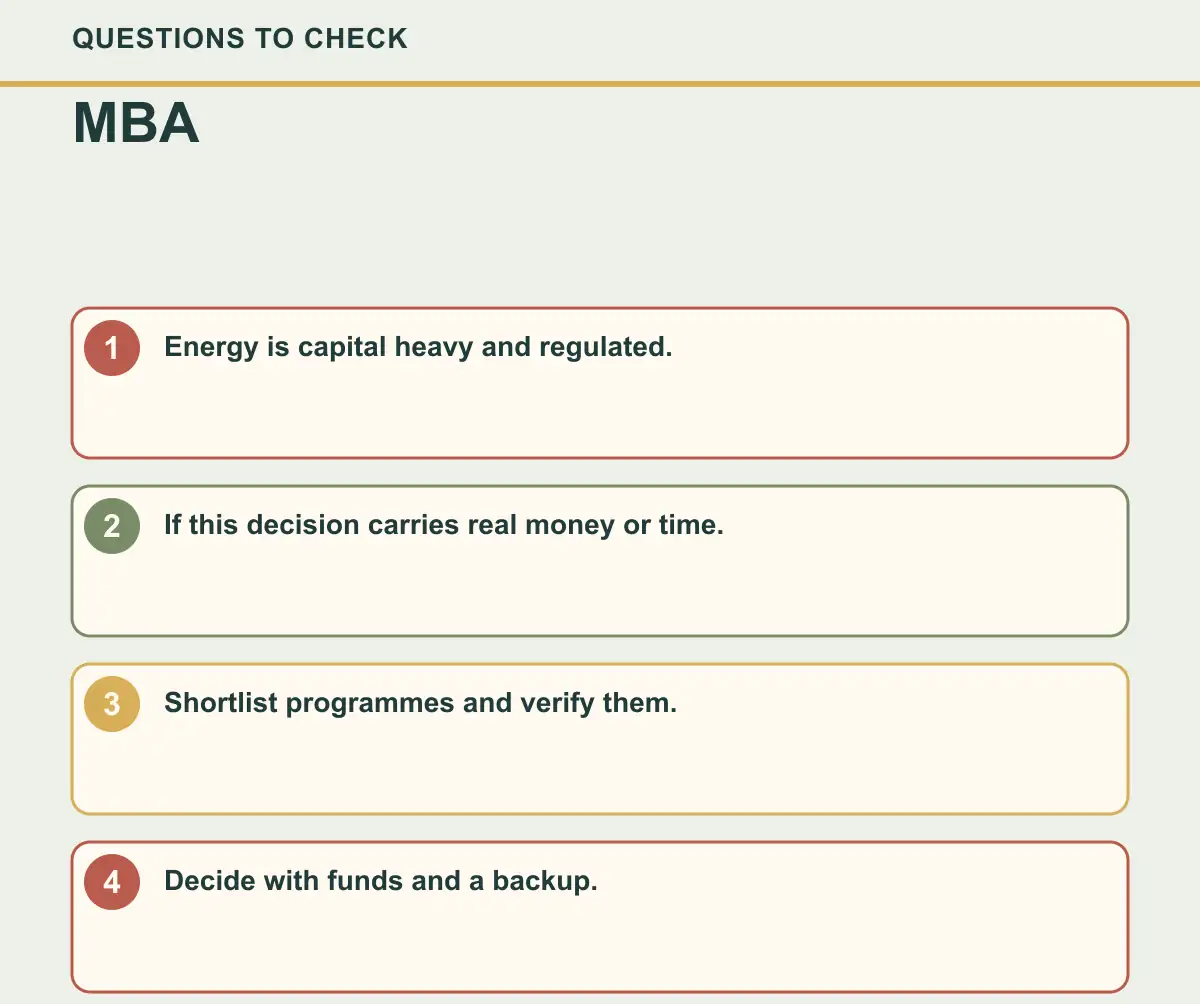 QUESTIONS TO CHECK
MBA
1 Energy is capital heavy and regulated.
2 If this decision carries real money or time.
3 Shortlist programmes and verify them.
4 Decide with funds and a backup.